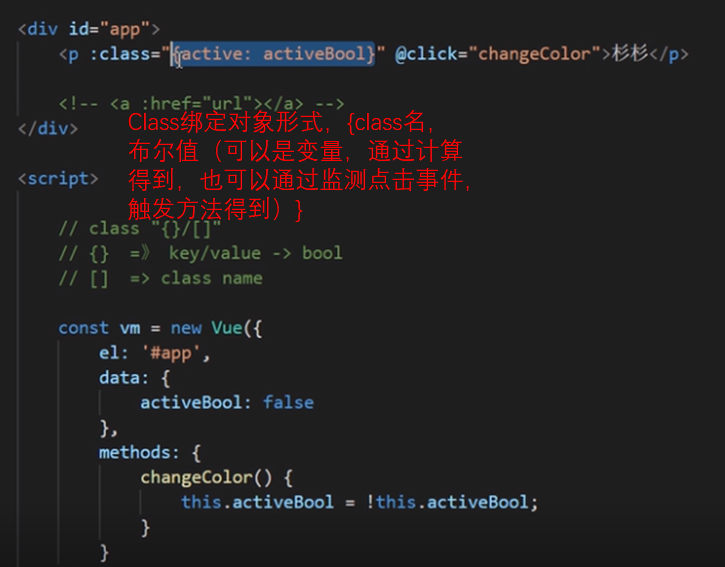 <div id="app">
<p :class="{active: activeBool}" @click="changeColor">杉杉</p>
<!-- <a :href="url"></a> -->
</div>
Class绑定对象形式，{class名，
布尔值（可以是变量，通过计算
得到，也可以通过监测点击事件，
触发方法得到）}
<script>
// class "{}/[]"
// {} =》 key/value -> bool
// [] => class name
const vm = new Vue({
el: '#app',
data: {
activeBool: false
},
methods: {
changeColor() {
this.activeBool = !this.activeBool;
}
}